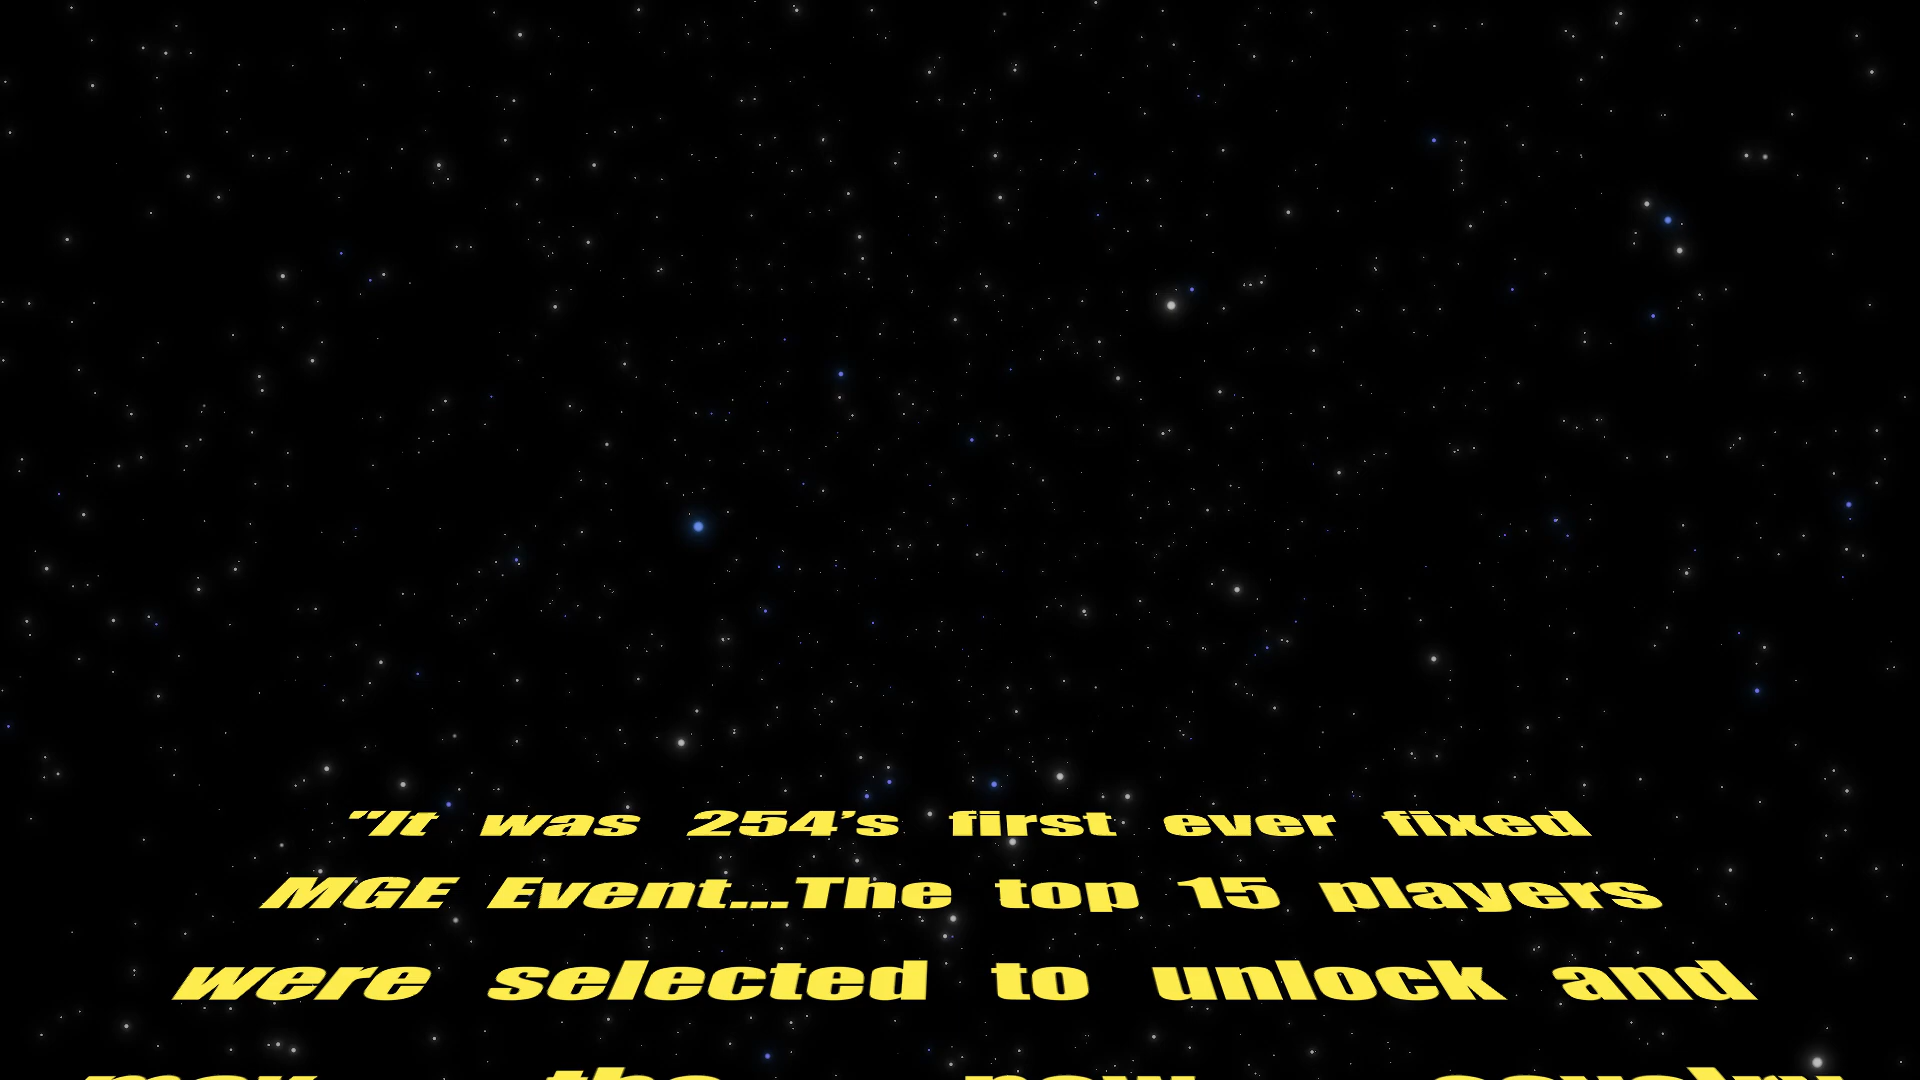 "It was 254's first ever fixed
MGE Event...The top 15 players
were selected to unlock and